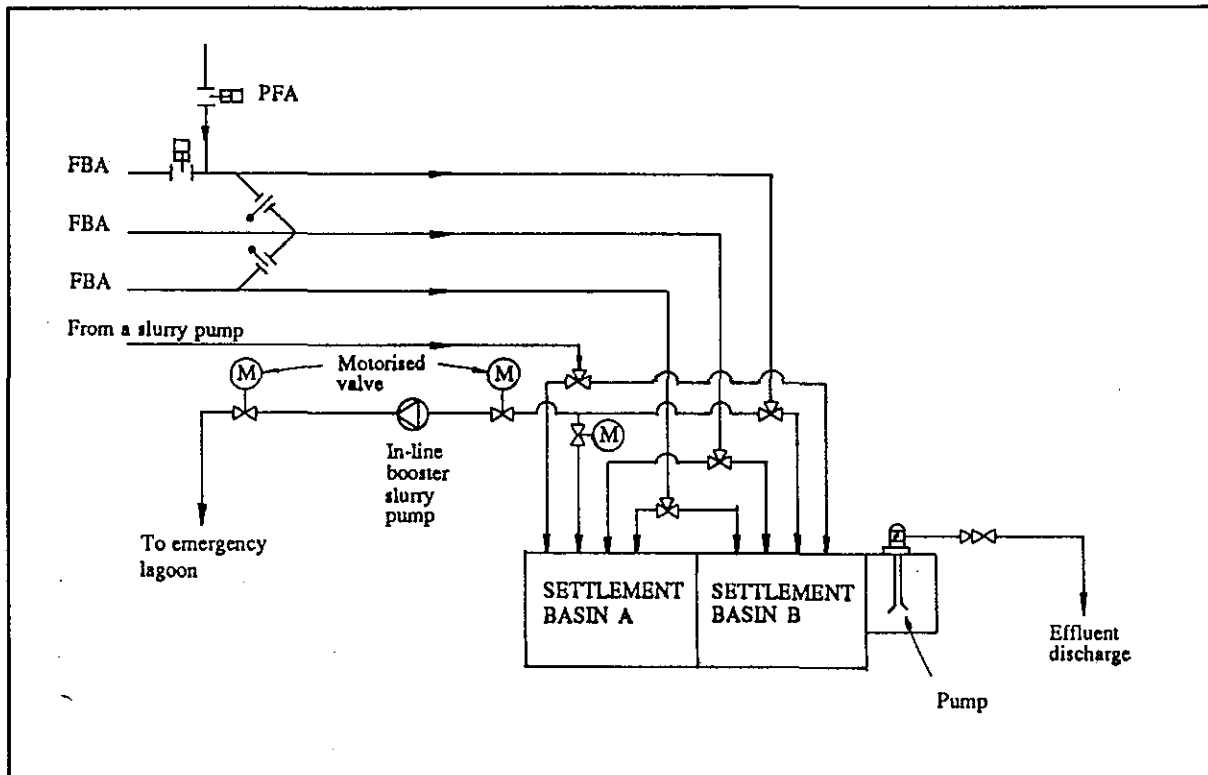 PFA
FBA
FBA
FBA
From a slurry pump
M
Motorised
valve
M
M
In-line
booster
slurry
pump
To emergency
lagoon
SETTLEMENT
BASIN A
SETTLEMENT
BASIN B
Effluent
discharge
Pump